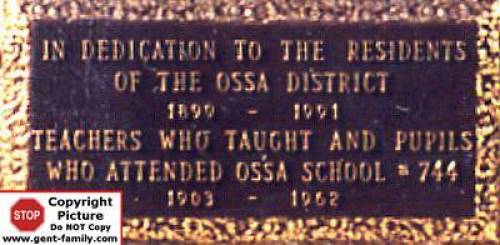 IN DEDICATION TO THE RESIDENTS
OF THE OSSA DISTRICT
1899 - 1991
TEACHERS WHO TAUGHT AND PUPILS
WHO ATTENDED OSSA SCHOOL # 744
1903 - 1962
STOP
Copyright
Picture
Do NOT Copy
www.gent-family.com